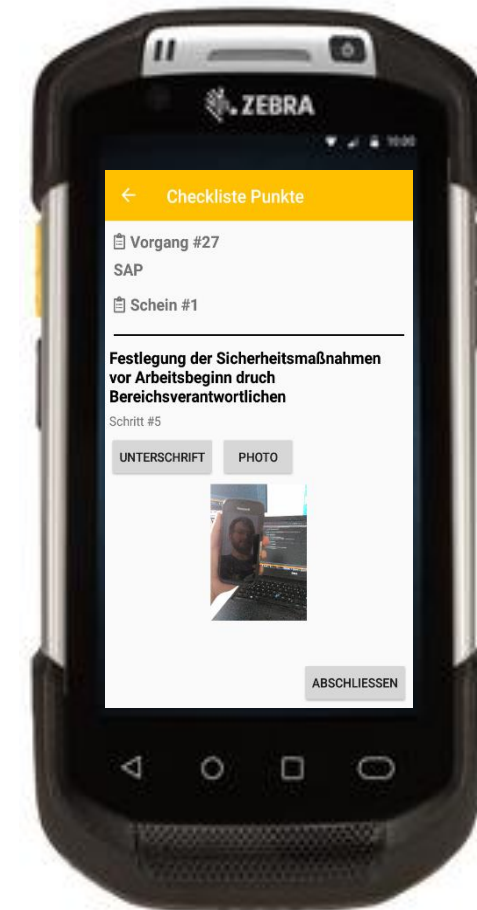 ZEBRA
10:00
Checkliste Punkte
Vorgang #27
SAP
Schein #1
Festlegung der Sicherheitsmaßnahmen
vor Arbeitsbeginn druch
Bereichsverantwortlichen
Schritt #5
UNTERSCHRIFT PHOTO
ABSCHLIESSEN